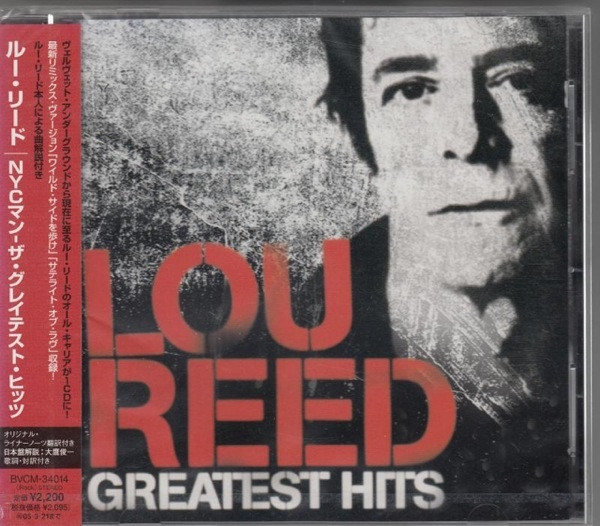 ヴェルヴェット・アンダーグラウンドから現在に至るルー・リードのオール・キャリアが1CDに!
最新リミックス・ヴァージョン「ワイルド・サイドを歩け」「サテライト・オブ・ラヴ」収録!
ルー・リード本人による曲解説付き
ルー・リード│NYCマン-ザ・グレイテスト・ヒッツ
オリジナル・
ライナーノーツ翻訳付き
日本盤解説:大鷹俊一
歌詞・対訳付き
BVCM-34014
定価 ¥2,200
(税抜価格 ¥2,095)
LOU
REED
GREATEST HITS